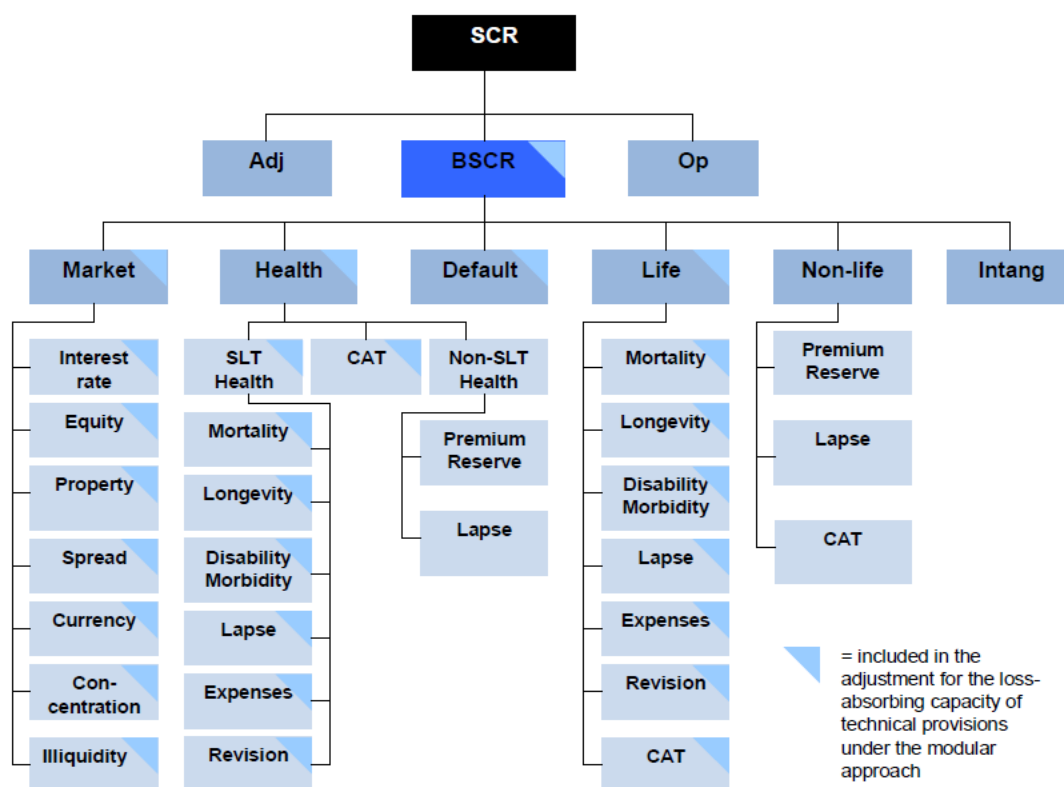 SCR
Adj
BSCR
Op
Market
Health
Default
Life
Non-life
Intang
Interest
rate
Equity
Property
Spread
Currency
Con-
centration
Illiquidity
SLT
Health
CAT
Non-SLT
Health
Mortality
Longevity
Disability
Morbidity
Lapse
Expenses
Revision
Premium
Reserve
Lapse
Mortality
Longevity
Disability
Morbidity
Lapse
Expenses
Revision
CAT
Premium
Reserve
Lapse
CAT
= included in the
adjustment for the loss-
absorbing capacity of
technical provisions
under the modular
approach